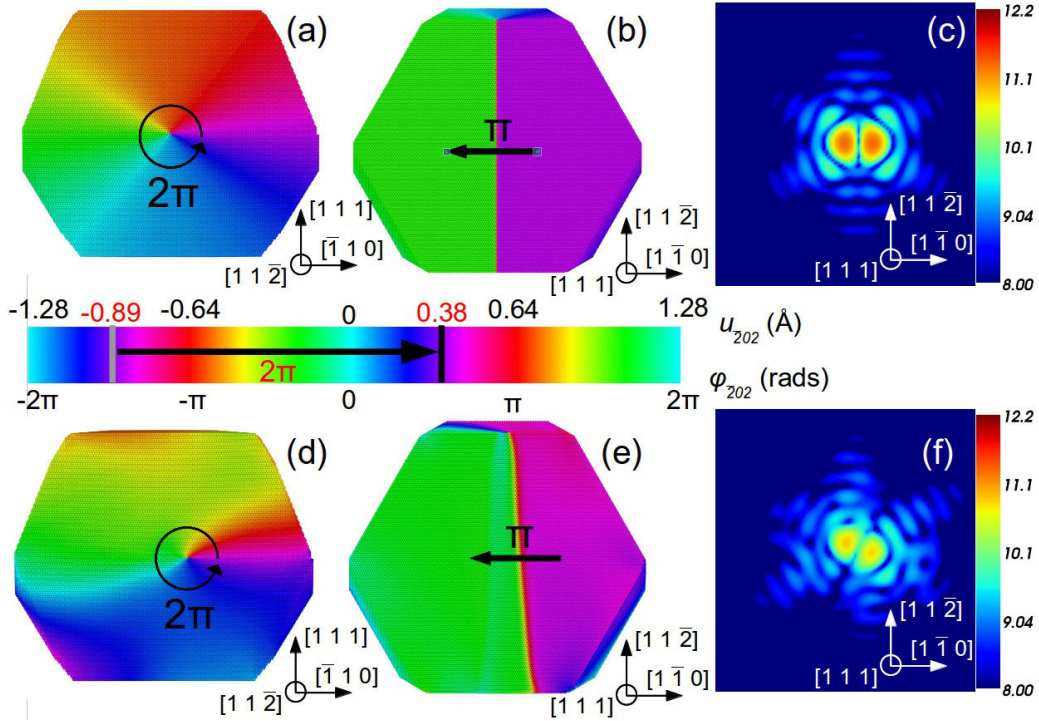 (a)
2π
[1 1 1]
[1̅ 1 0]
[1 1 2̅]
(b)
π
[1 1 2̅]
[1 1̅ 0]
[1 1 1]
(c)
[1 1 2̅]
[1 1̅ 0]
[1 1 1]
12.2
11.1
10.1
9.04
8.00
-1.28 -0.89 -0.64 0 0.38 0.64 1.28 u2̅02 (Å)
2π
-2π -π 0 π 2π φ2̅02 (rads)
(d)
2π
[1 1 1]
[1̅ 1 0]
[1 1 2̅]
(e)
π
[1 1 2̅]
[1 1̅ 0]
[1 1 1]
(f)
[1 1 2̅]
[1 1̅ 0]
[1 1 1]
12.2
11.1
10.1
9.04
8.00